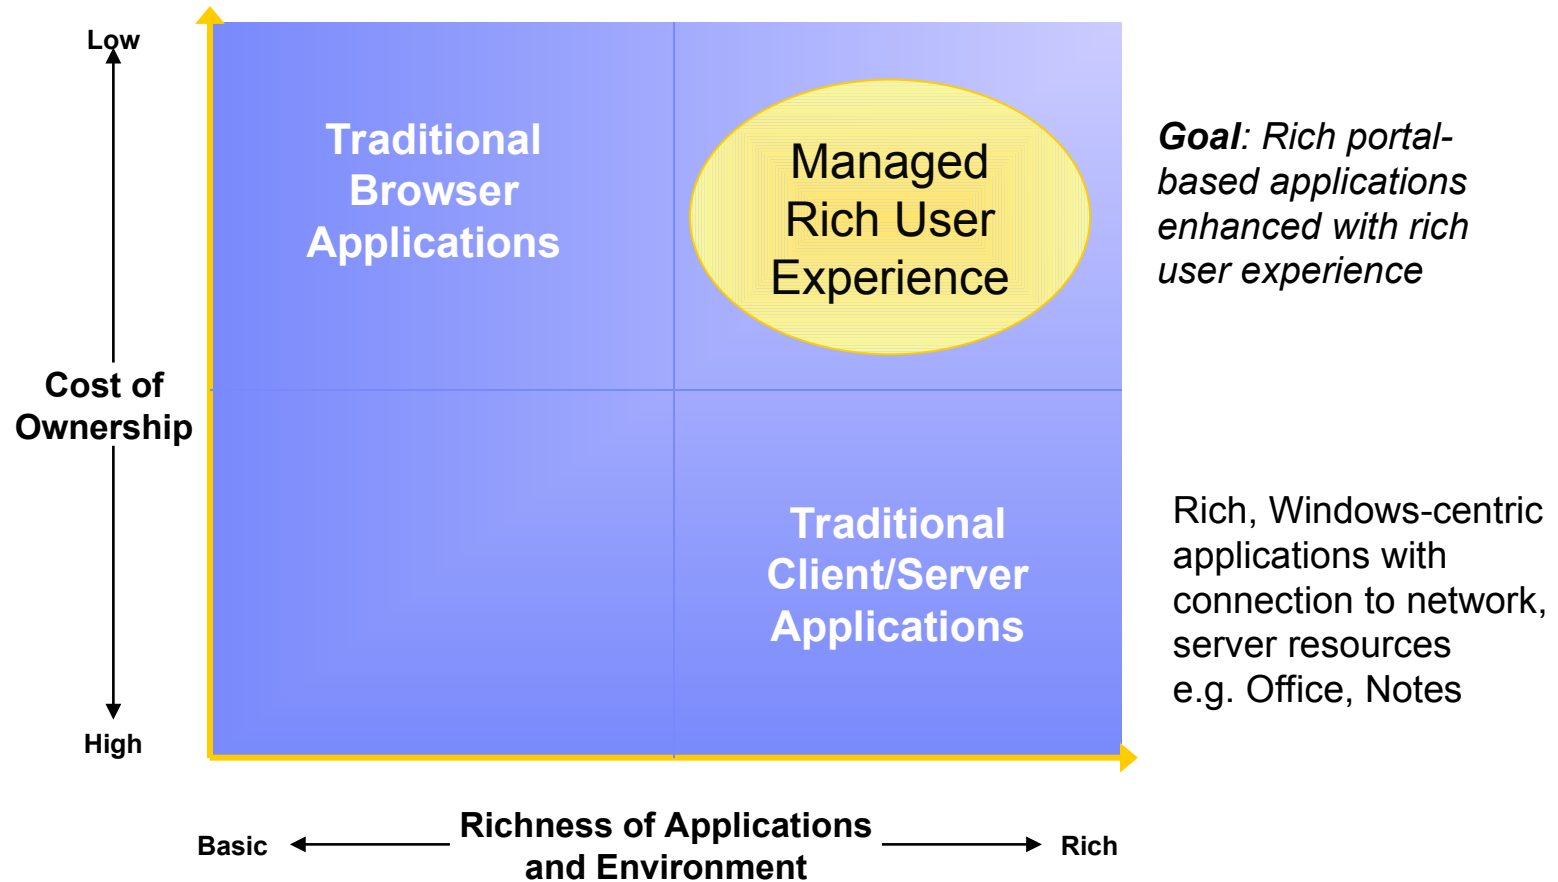 Low
Traditional
Browser
Applications
Managed
Rich User
Experience
Goal: Rich portal-
based applications
enhanced with rich
user experience
Cost of
Ownership
Traditional
Client/Server
Applications
Rich, Windows-centric
applications with
connection to network,
server resources
e.g. Office, Notes
High
Basic
Richness of Applications
and Environment
Rich